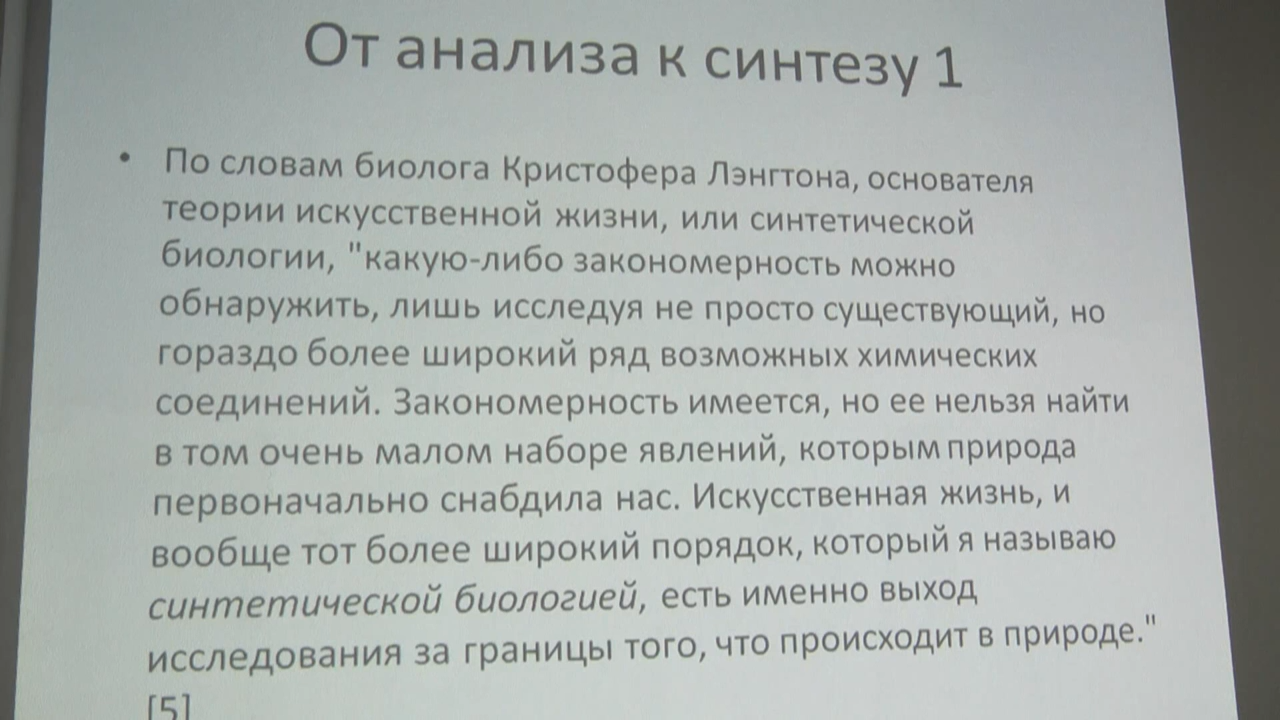 От анализа к синтезу 1
• По словам биолога Кристофера Лэнгтона, основателя
теории искусственной жизни, или синтетической
биологии, "какую-либо закономерность можно
обнаружить, лишь исследуя не просто существующий, но
гораздо более широкий ряд возможных химических
соединений. Закономерность имеется, но ее нельзя найти
в том очень малом наборе явлений, которым природа
первоначально снабдила нас. Искусственная жизнь, и
вообще тот более широкий порядок, который я называю
синтетической биологией, есть именно выход
исследования за границы того, что происходит в природе."
[5]